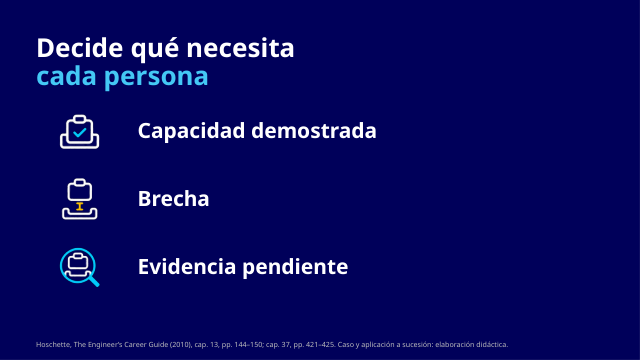 Decide qué necesita
cada persona
Capacidad demostrada
Brecha
Evidencia pendiente
Hoschette, The Engineer's Career Guide (2010), cap. 13, pp. 144–150; cap. 37, pp. 421–425. Caso y aplicación a sucesión: elaboración didáctica.